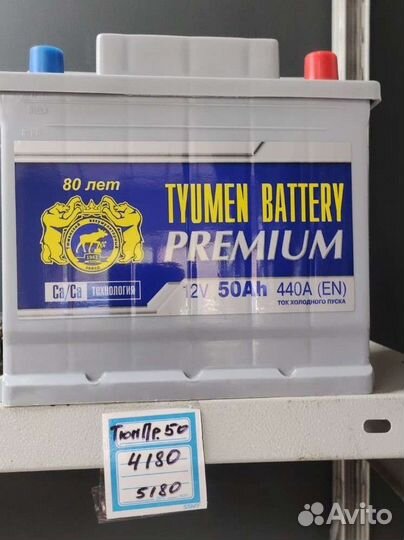 80 лет
TYUMEN BATTERY
PREMIUM
1942
Ca/Ca технология
12V 50Ah 440A (EN)
ТОК ХОЛОДНОГО ПУСКА
ТюмПр.50
4180
5180
Avito